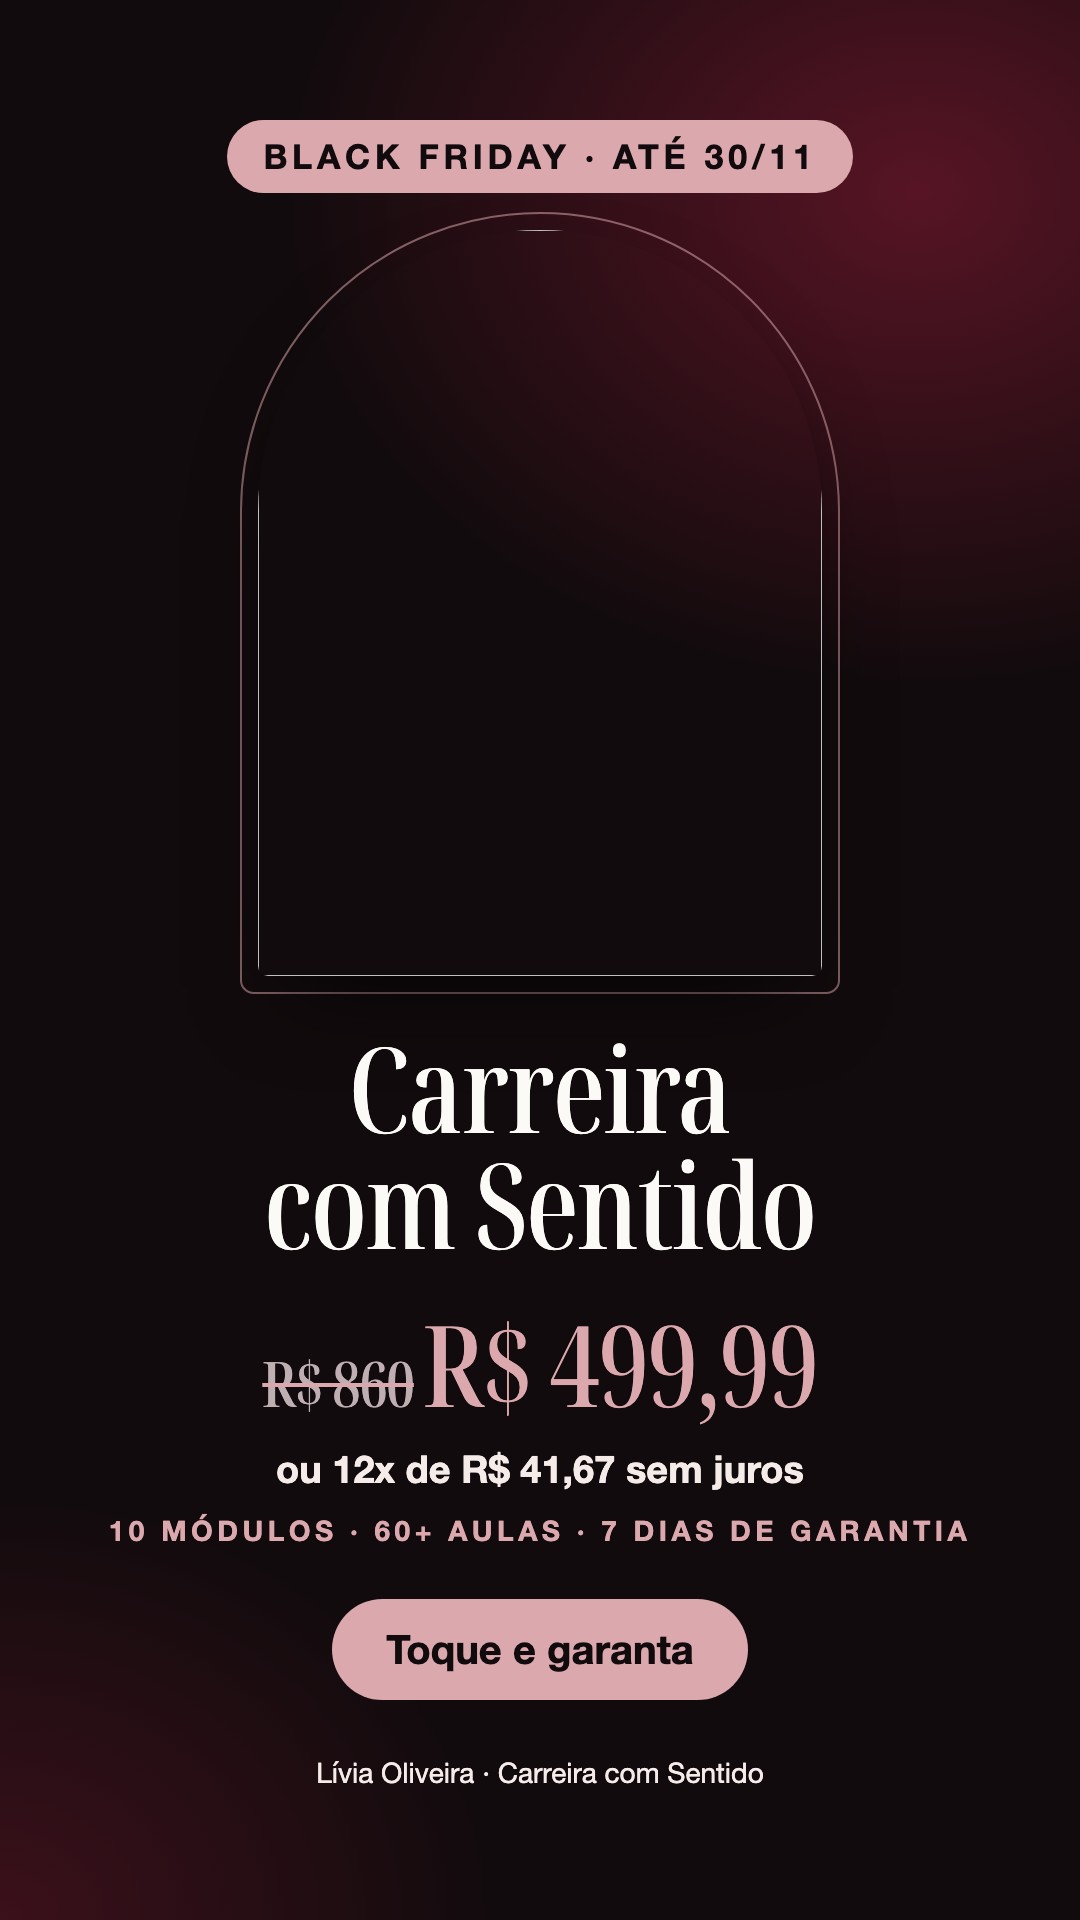 BLACK FRIDAY · ATÉ 30/11
Carreira
com Sentido
R$ 860 R$ 499,99
ou 12x de R$ 41,67 sem juros
10 MÓDULOS · 60+ AULAS · 7 DIAS DE GARANTIA
Toque e garanta
Lívia Oliveira · Carreira com Sentido